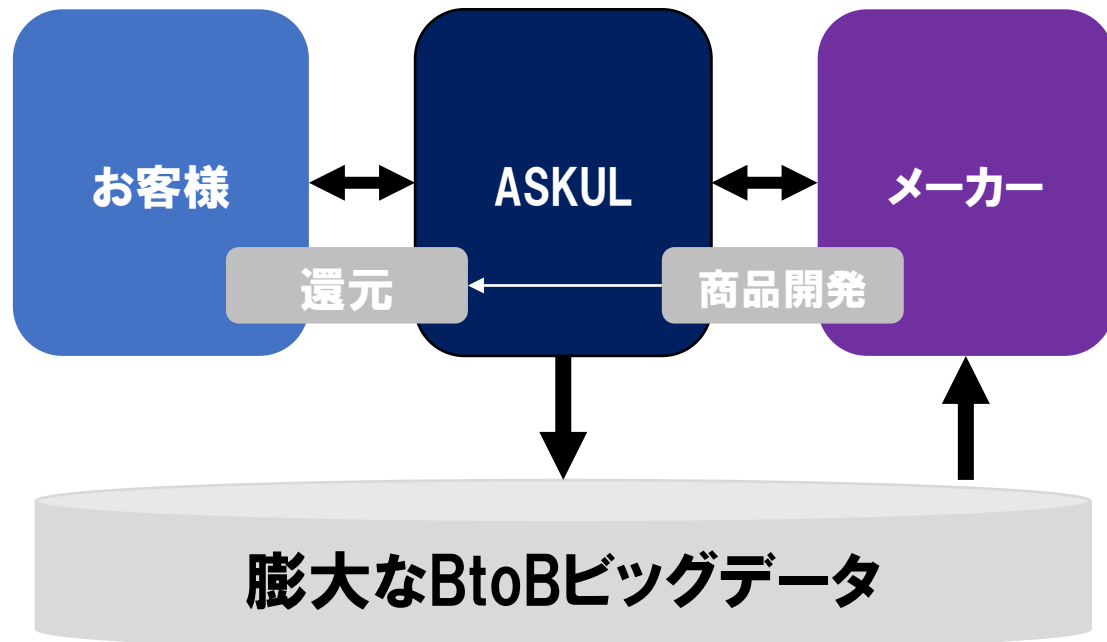 お客様
ASKUL
メーカー
還元
商品開発
膨大なBtoBビッグデータ